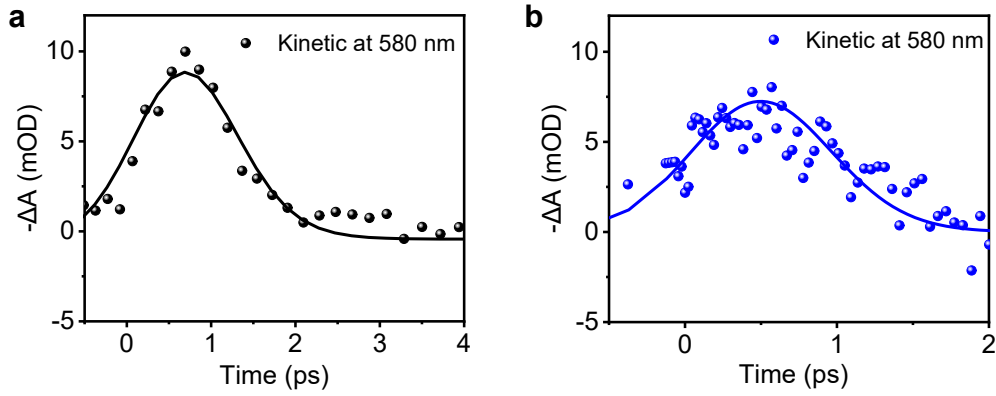 a
Kinetic at 580 nm
10
5
0
-5
-ΔA (mOD)
0 1 2 3 4
Time (ps)
b
Kinetic at 580 nm
10
5
0
-5
-ΔA (mOD)
0 1 2
Time (ps)